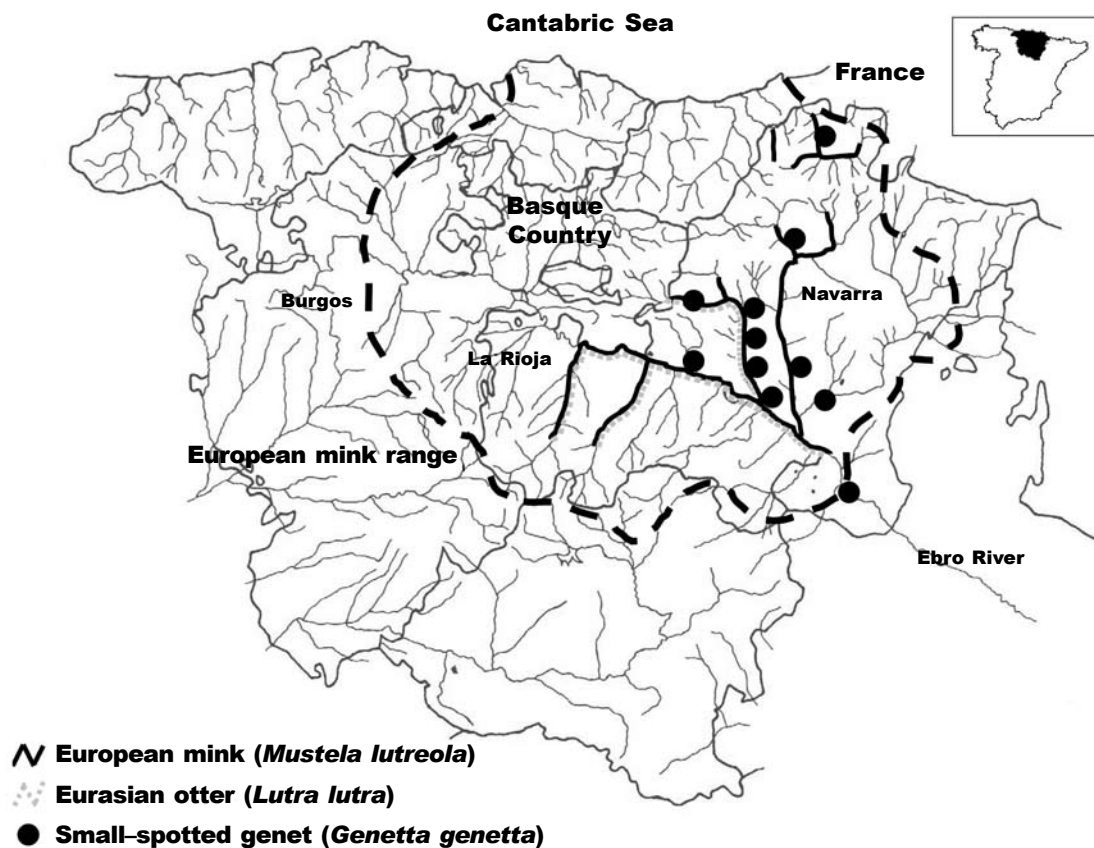 Cantabric Sea
France
Basque
Country
Burgos
Navarra
La Rioja
European mink range
Ebro River
European mink (Mustela lutreola)
Eurasian otter (Lutra lutra)
Small–spotted genet (Genetta genetta)